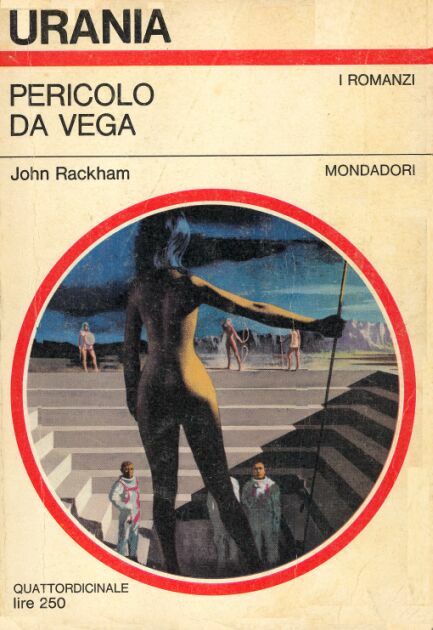 URANIA
I ROMANZI
PERICOLO
DA VEGA
John Rackham
MONDADORI
QUATTORDICINALE
lire 250